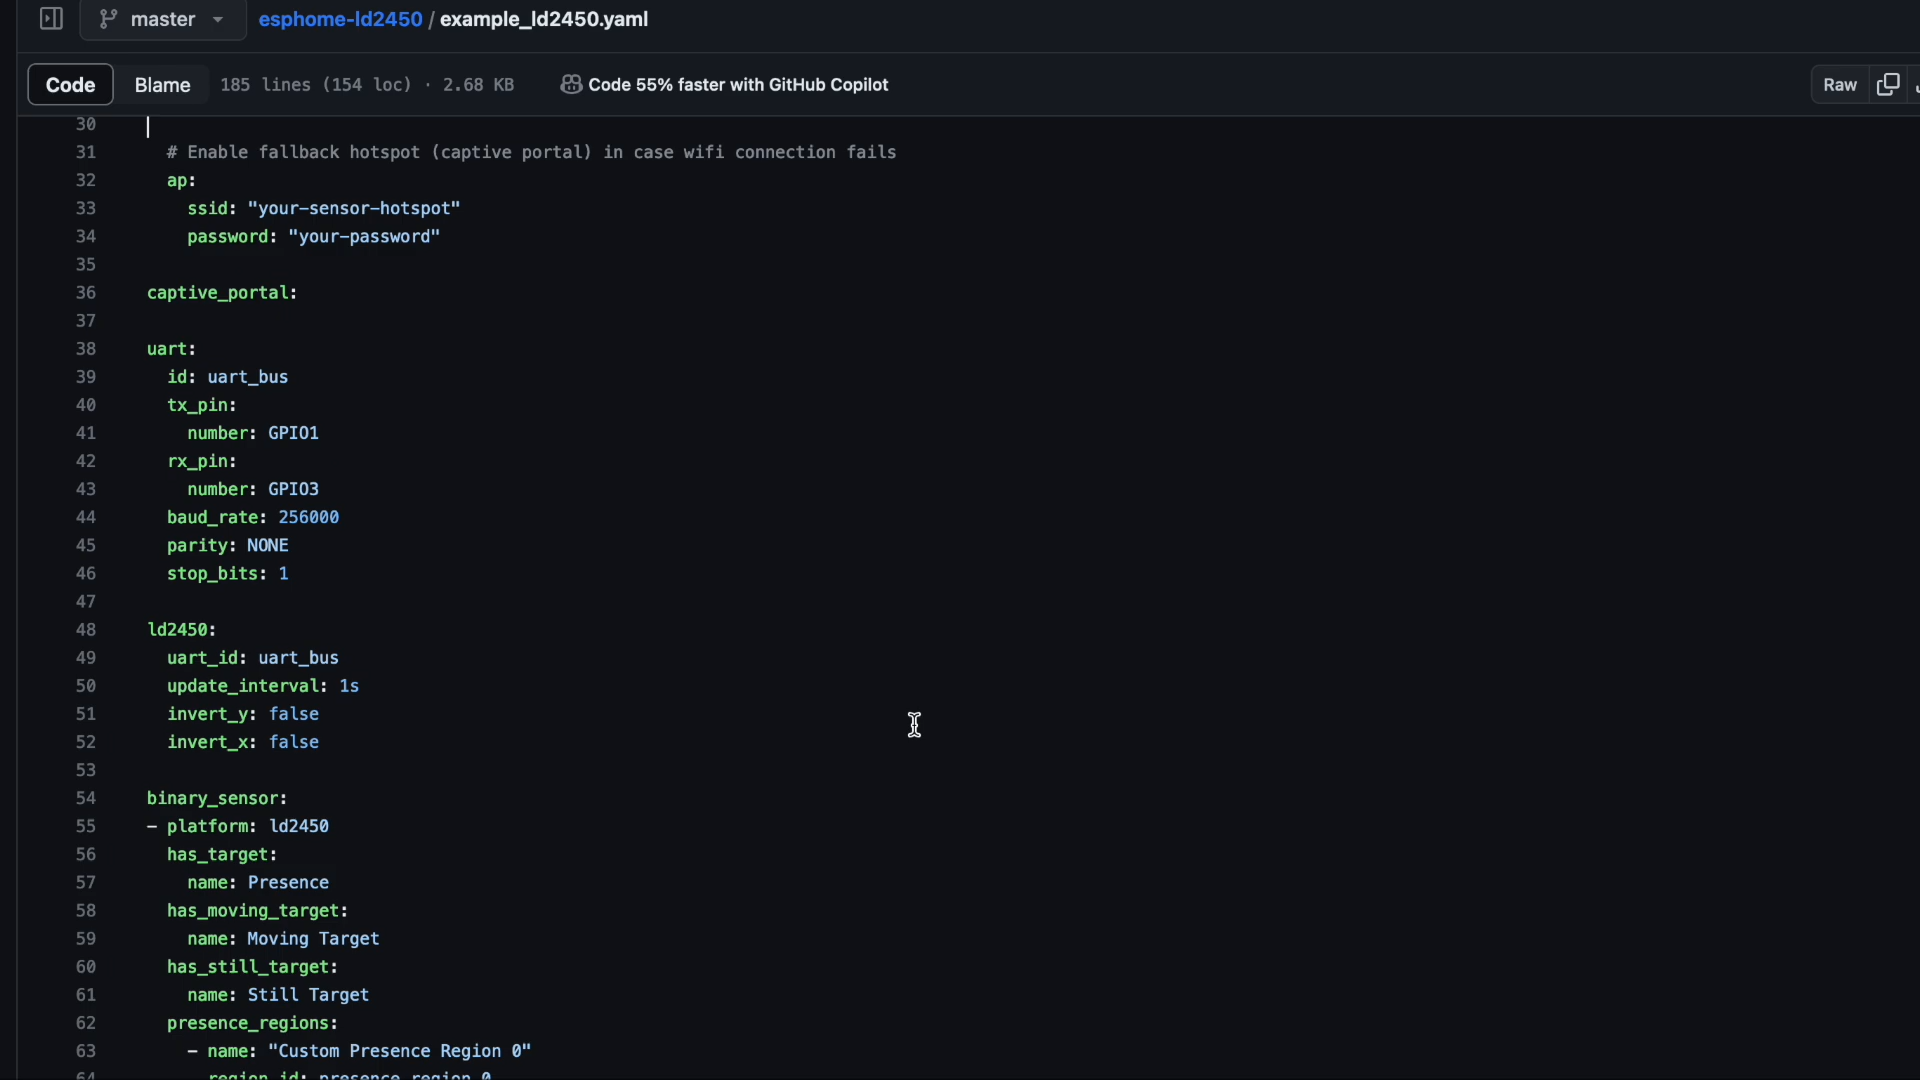 master
esphome-ld2450 / example_ld2450.yaml
Code Blame 185 lines (154 loc) · 2.68 KB Code 55% faster with GitHub Copilot Raw
30
31 # Enable fallback hotspot (captive portal) in case wifi connection fails
32 ap:
33 ssid: "your-sensor-hotspot"
34 password: "your-password"
35
36 captive_portal:
37
38 uart:
39 id: uart_bus
40 tx_pin:
41 number: GPIO1
42 rx_pin:
43 number: GPIO3
44 baud_rate: 256000
45 parity: NONE
46 stop_bits: 1
47
48 ld2450:
49 uart_id: uart_bus
50 update_interval: 1s
51 invert_y: false
52 invert_x: false
53
54 binary_sensor:
55 - platform: ld2450
56 has_target:
57 name: Presence
58 has_moving_target:
59 name: Moving Target
60 has_still_target:
61 name: Still Target
62 presence_regions:
63 - name: "Custom Presence Region 0"
64 region_id: presence_region_0